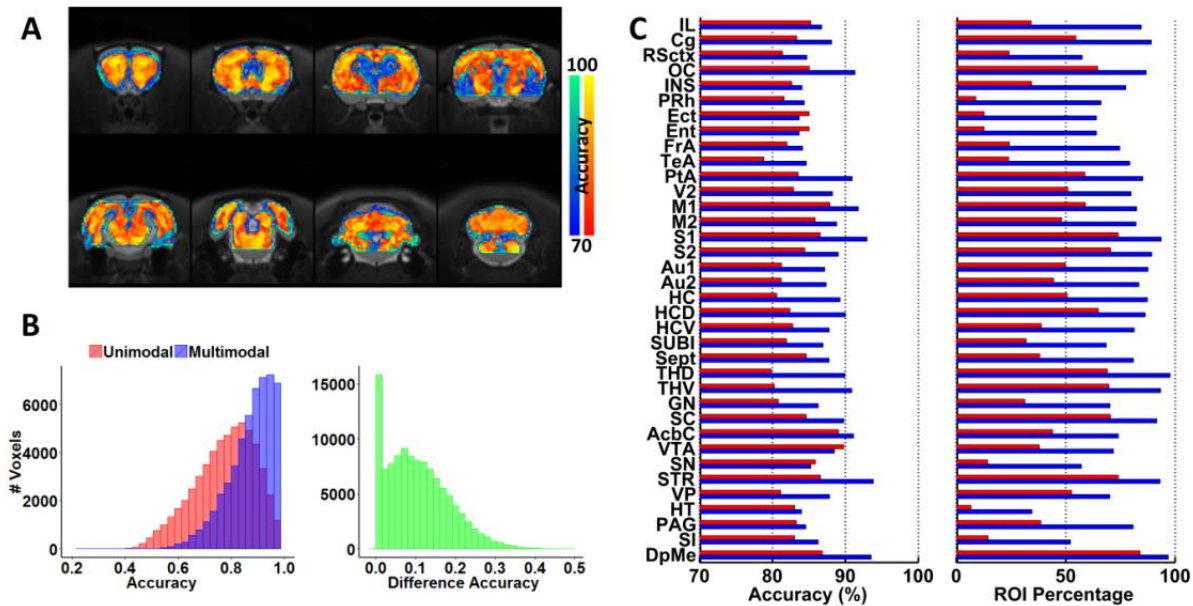 A
100
Accuracy
70
B
Unimodal Multimodal
# Voxels
6000
4000
2000
0
0.2 0.4 0.6 0.8 1.0
Accuracy
15000
10000
5000
0
0.0 0.1 0.2 0.3 0.4 0.5
Difference Accuracy
C
IL
Cg
RSctx
OC
INS
PRh
Ect
Ent
FrA
TeA
PtA
V2
M1
M2
S1
S2
Au1
Au2
HC
HCD
HCV
SUBI
Sept
THD
THV
GN
SC
AcbC
VTA
SN
STR
VP
HT
PAG
SI
DpMe
70 80 90 100
Accuracy (%)
0 50 100
ROI Percentage